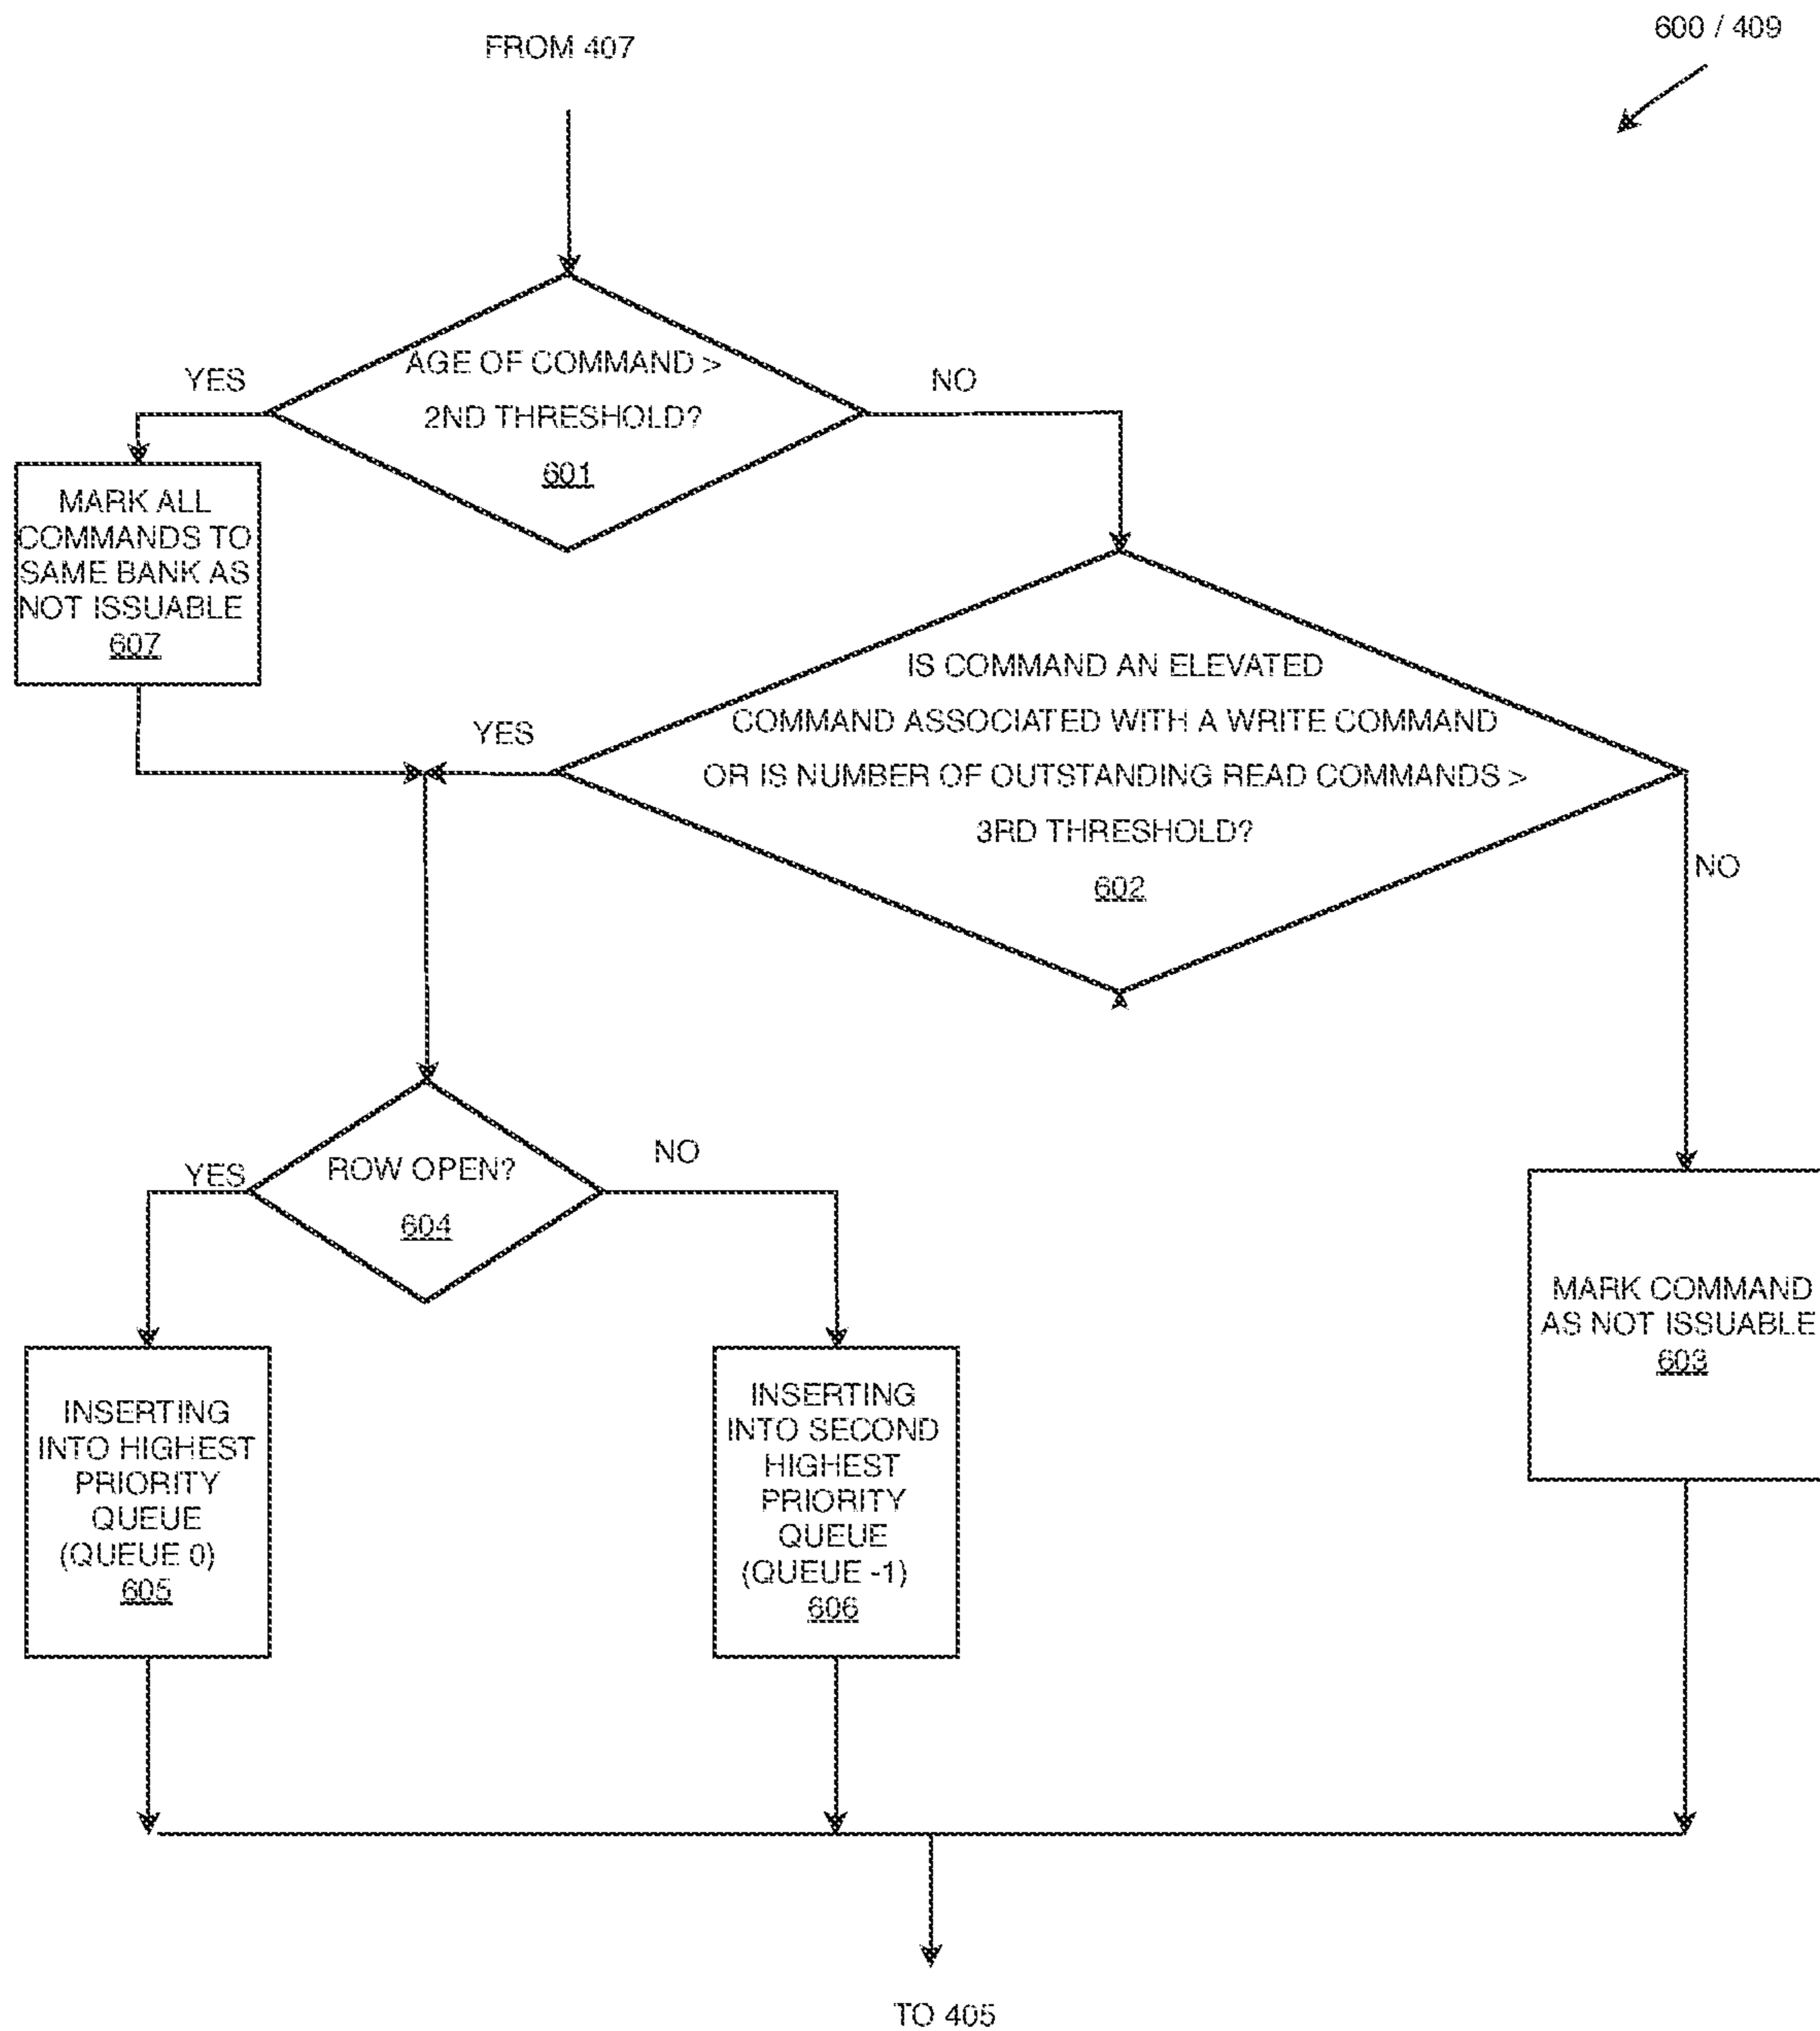 FROM 407
600 / 409
AGE OF COMMAND >
2ND THRESHOLD?
601
YES
NO
MARK ALL
COMMANDS TO
SAME BANK AS
NOT ISSUABLE
607
IS COMMAND AN ELEVATED
COMMAND ASSOCIATED WITH A WRITE COMMAND
OR IS NUMBER OF OUTSTANDING READ COMMANDS >
3RD THRESHOLD?
602
YES
NO
ROW OPEN?
604
YES
NO
MARK COMMAND
AS NOT ISSUABLE
603
INSERTING
INTO HIGHEST
PRIORITY
QUEUE
(QUEUE 0)
605
INSERTING
INTO SECOND
HIGHEST
PRIORITY
QUEUE
(QUEUE -1)
606
TO 405